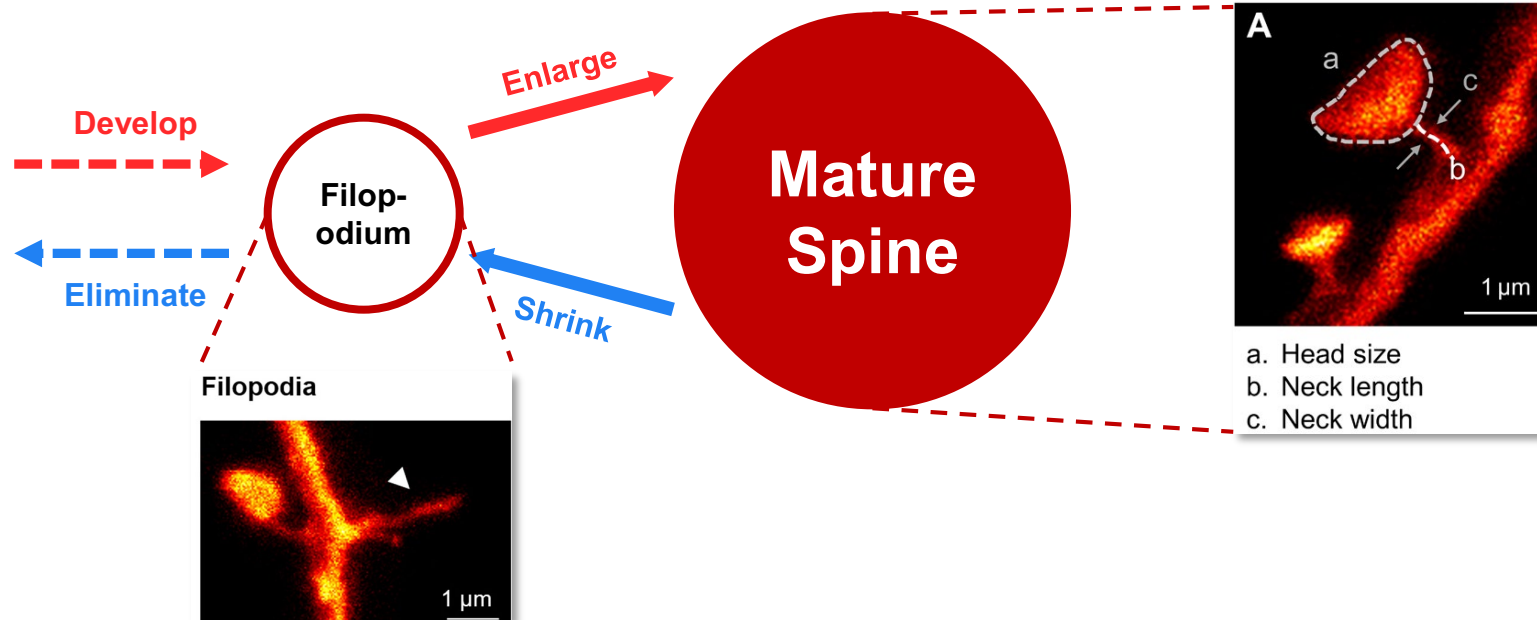 Develop
Eliminate
Filop-
odium
Enlarge
Shrink
Mature
Spine
Filopodia
1 µm
A
a
c
b
1 µm
a. Head size
b. Neck length
c. Neck width